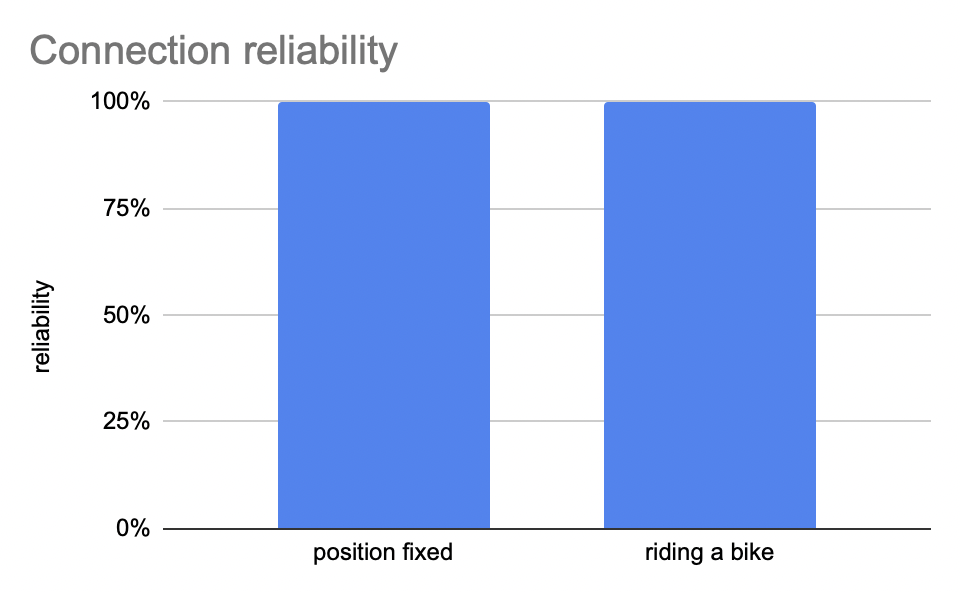 Connection reliability
100%
75%
50%
25%
0%
reliability
position fixed
riding a bike